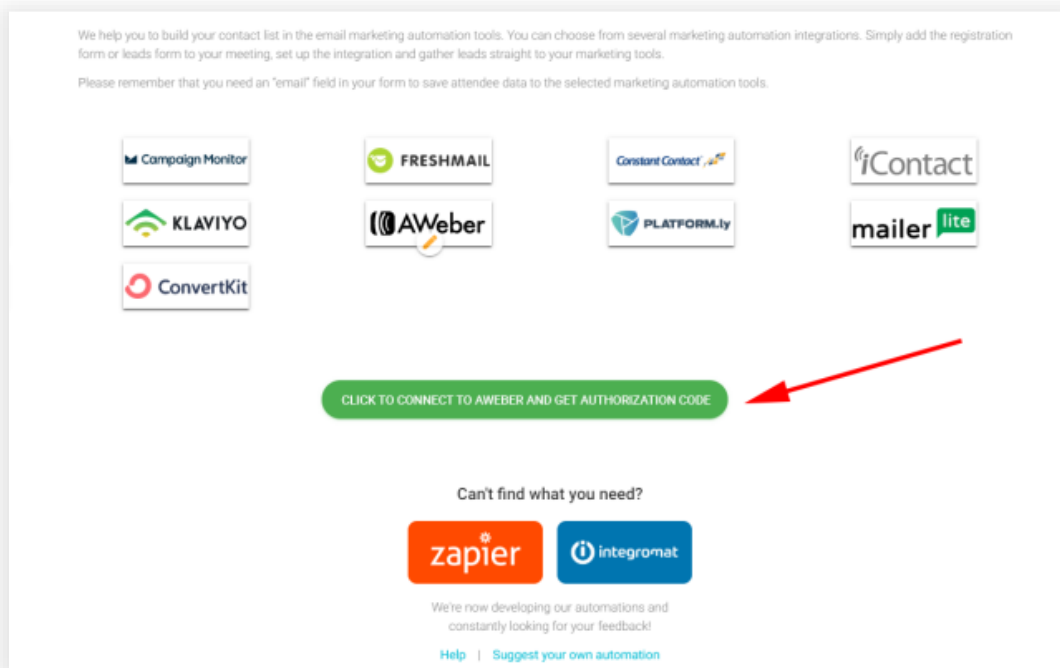 We help you to build your contact list in the email marketing automation tools. You can choose from several marketing automation integrations. Simply add the registration
form or leads form to your meeting, set up the integration and gather leads straight to your marketing tools.
Please remember that you need an "email" field in your form to save attendee data to the selected marketing automation tools.
Campaign Monitor
FRESHMAIL
Constant Contact
iContact
KLAVIYO
AWeber
PLATFORM.ly
mailer lite
ConvertKit
CLICK TO CONNECT TO AWEBER AND GET AUTHORIZATION CODE
Can't find what you need?
zapier
integromat
We're now developing our automations and
constantly looking for your feedback!
Help | Suggest your own automation